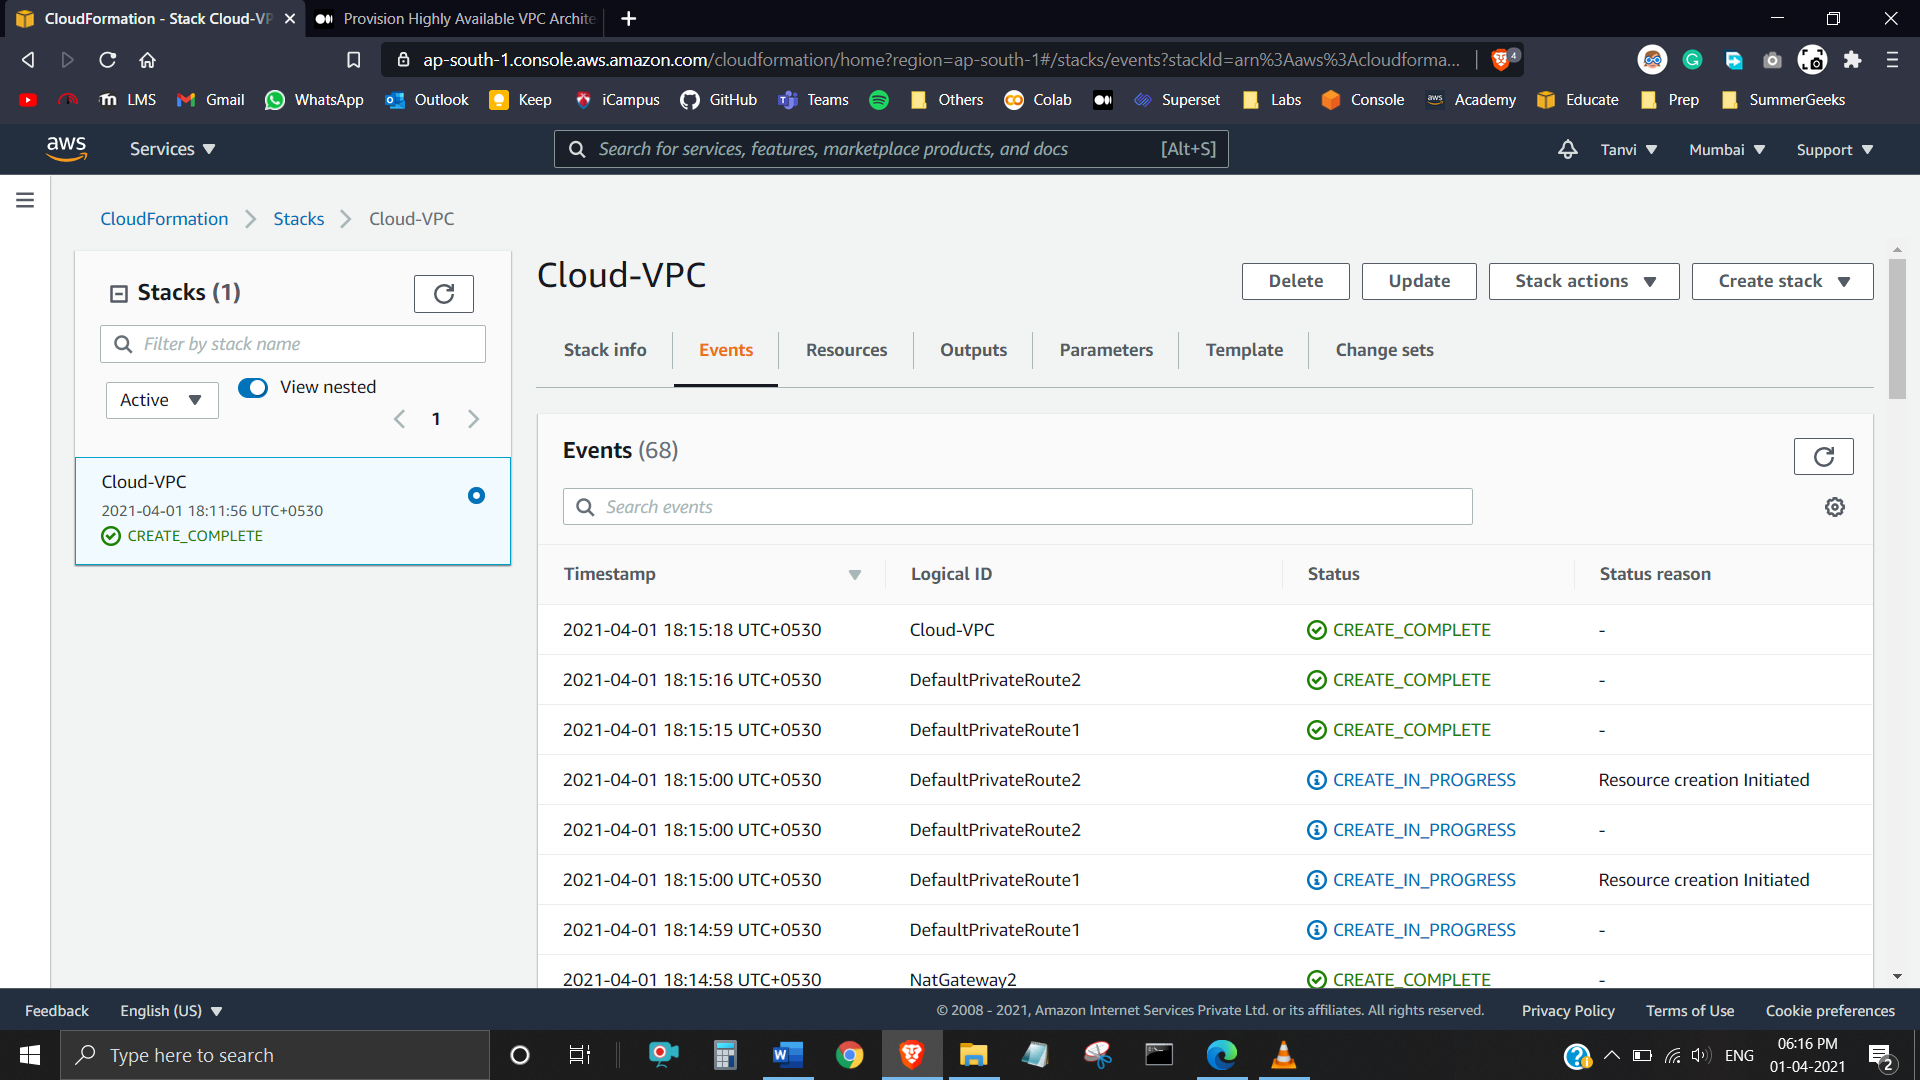 CloudFormation - Stack Cloud-VP
Provision Highly Available VPC Archite
ap-south-1.console.aws.amazon.com/cloudformation/home?region=ap-south-1#/stacks/events?stackId=arn%3Aaws%3Acloudforma...
4
LMS Gmail WhatsApp Outlook Keep iCampus GitHub Teams Others Colab Superset Labs Console aws Academy Educate Prep SummerGeeks
aws Services Search for services, features, marketplace products, and docs [Alt+S] Tanvi Mumbai Support
CloudFormation Stacks Cloud-VPC
Stacks (1)
Filter by stack name
Active View nested
1
Cloud-VPC
2021-04-01 18:11:56 UTC+0530
CREATE_COMPLETE
Cloud-VPC
Delete Update Stack actions Create stack
Stack info Events Resources Outputs Parameters Template Change sets
Events (68)
Search events
Timestamp Logical ID Status Status reason
2021-04-01 18:15:18 UTC+0530 Cloud-VPC CREATE_COMPLETE -
2021-04-01 18:15:16 UTC+0530 DefaultPrivateRoute2 CREATE_COMPLETE -
2021-04-01 18:15:15 UTC+0530 DefaultPrivateRoute1 CREATE_COMPLETE -
2021-04-01 18:15:00 UTC+0530 DefaultPrivateRoute2 CREATE_IN_PROGRESS Resource creation Initiated
2021-04-01 18:15:00 UTC+0530 DefaultPrivateRoute2 CREATE_IN_PROGRESS -
2021-04-01 18:15:00 UTC+0530 DefaultPrivateRoute1 CREATE_IN_PROGRESS Resource creation Initiated
2021-04-01 18:14:59 UTC+0530 DefaultPrivateRoute1 CREATE_IN_PROGRESS -
2021-04-01 18:14:58 UTC+0530 NatGateway2 CREATE_COMPLETE -
Feedback English (US) © 2008 - 2021, Amazon Internet Services Private Ltd. or its affiliates. All rights reserved. Privacy Policy Terms of Use Cookie preferences
Type here to search
ENG
06:16 PM
01-04-2021
2